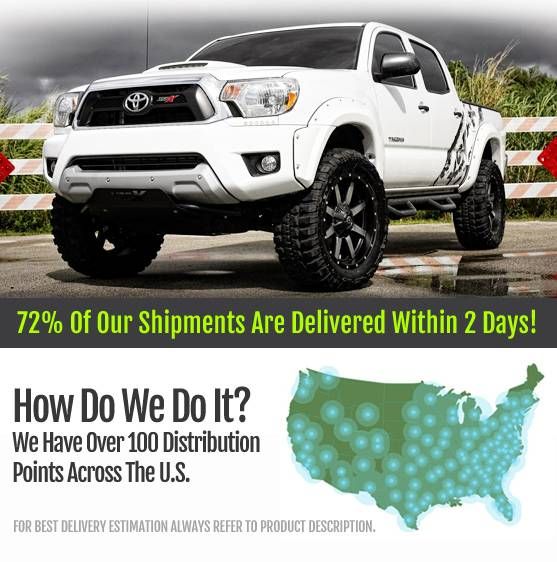 72% Of Our Shipments Are Delivered Within 2 Days!
How Do We Do It?
We Have Over 100 Distribution
Points Across The U.S.
FOR BEST DELIVERY ESTIMATION ALWAYS REFER TO PRODUCT DESCRIPTION.